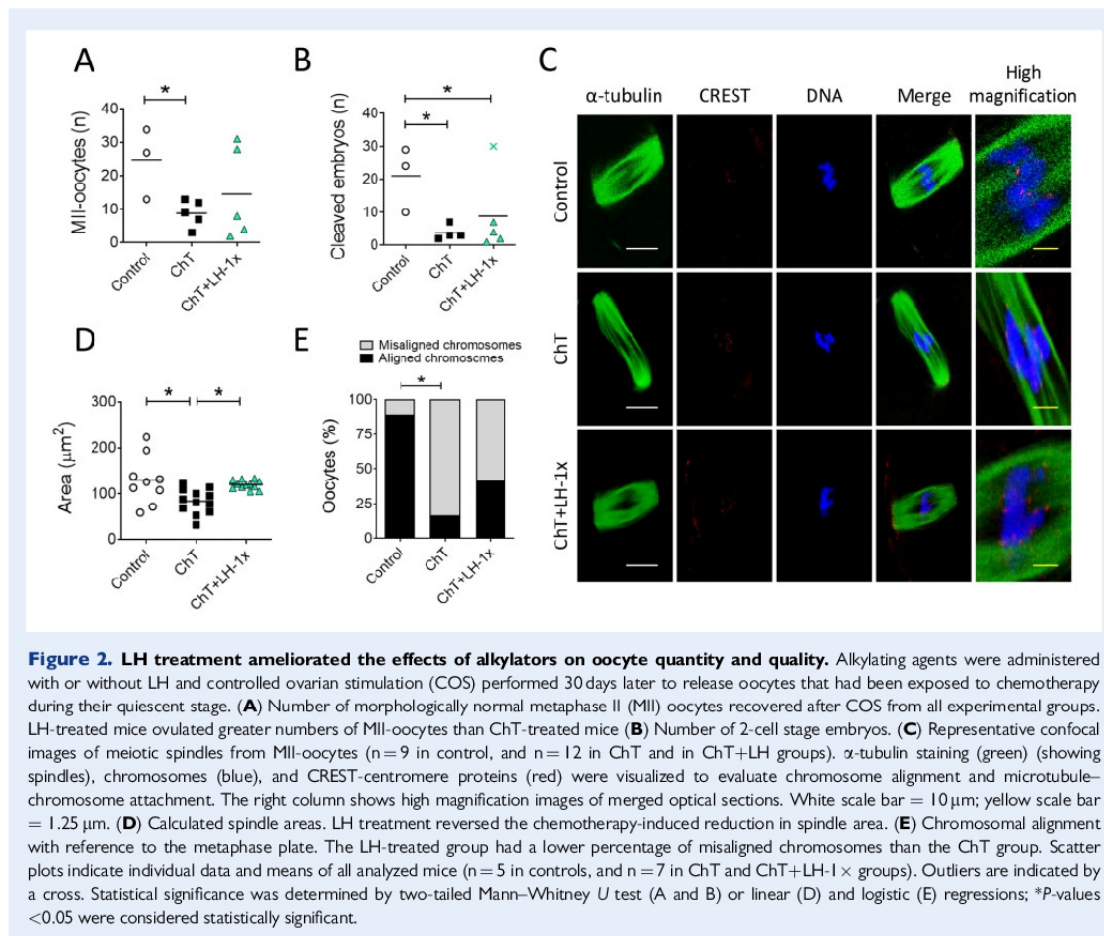 A
MII-oocytes (n)
40
30
20
10
0
*
Control
ChT
ChT+LH-1x
B
Cleaved embryos (n)
40
30
20
10
0
*
*
Control
ChT
ChT+LH-1x
C
α-tubulin CREST DNA Merge High magnification
Control
ChT
ChT+LH-1x
D
Area (μm²)
300
200
100
0
* *
Control
ChT
ChT+LH-1x
E
Misaligned chromosomes
Aligned chromosomes
Oocytes (%)
100
75
50
25
0
*
Control
ChT
ChT+LH-1x
Figure 2. LH treatment ameliorated the effects of alkylators on oocyte quantity and quality. Alkylating agents were administered
with or without LH and controlled ovarian stimulation (COS) performed 30 days later to release oocytes that had been exposed to chemotherapy
during their quiescent stage. (A) Number of morphologically normal metaphase II (MII) oocytes recovered after COS from all experimental groups.
LH-treated mice ovulated greater numbers of MII-oocytes than ChT-treated mice (B) Number of 2-cell stage embryos. (C) Representative confocal
images of meiotic spindles from MII-oocytes (n = 9 in control, and n = 12 in ChT and in ChT+LH groups). α-tubulin staining (green) (showing
spindles), chromosomes (blue), and CREST-centromere proteins (red) were visualized to evaluate chromosome alignment and microtubule–
chromosome attachment. The right column shows high magnification images of merged optical sections. White scale bar = 10 μm; yellow scale bar
= 1.25 μm. (D) Calculated spindle areas. LH treatment reversed the chemotherapy-induced reduction in spindle area. (E) Chromosomal alignment
with reference to the metaphase plate. The LH-treated group had a lower percentage of misaligned chromosomes than the ChT group. Scatter
plots indicate individual data and means of all analyzed mice (n = 5 in controls, and n = 7 in ChT and ChT+LH-1× groups). Outliers are indicated by
a cross. Statistical significance was determined by two-tailed Mann–Whitney U test (A and B) or linear (D) and logistic (E) regressions; *P-values
<0.05 were considered statistically significant.